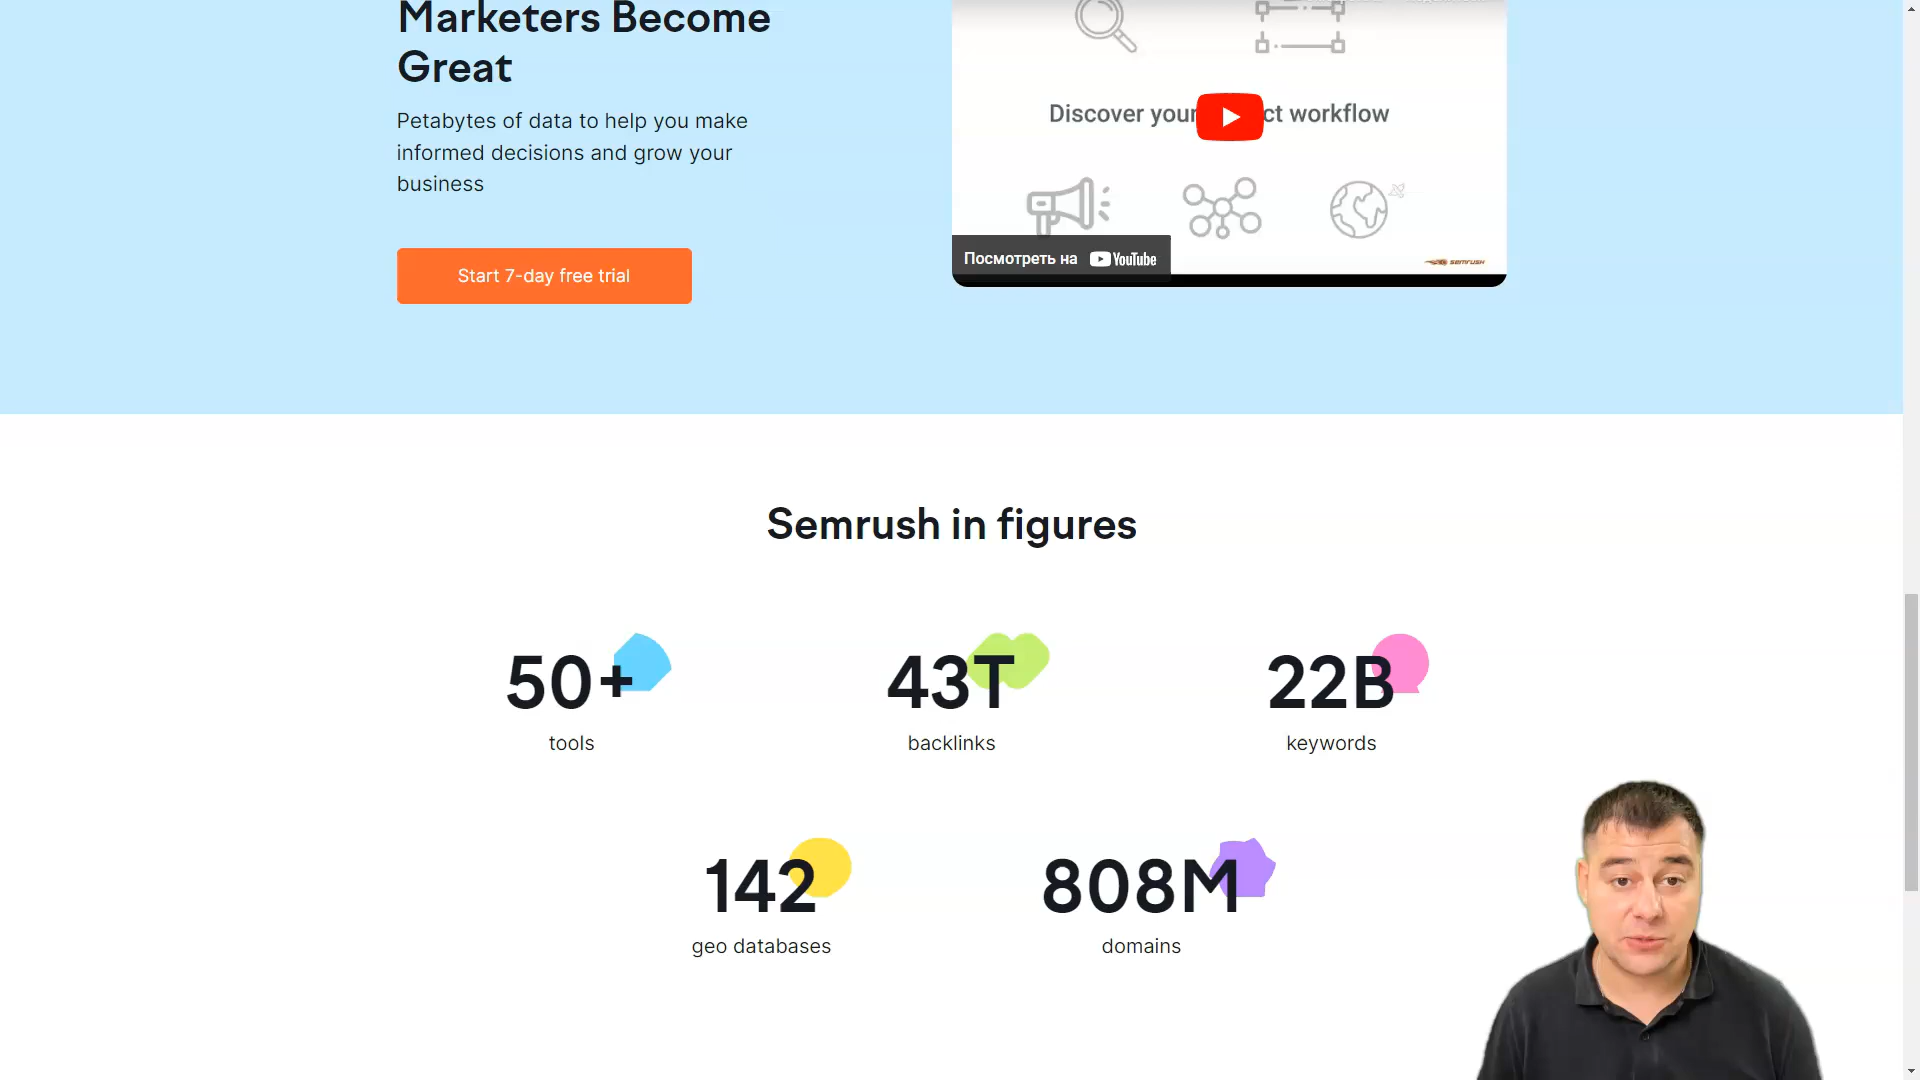 Marketers Become
Great
Petabytes of data to help you make
informed decisions and grow your
business
Start 7-day free trial
Discover your
ct workflow
Посмотреть на YouTube
SEMRUSH
Semrush in figures
50+
tools
43T
backlinks
22B
keywords
142
geo databases
808M
domains